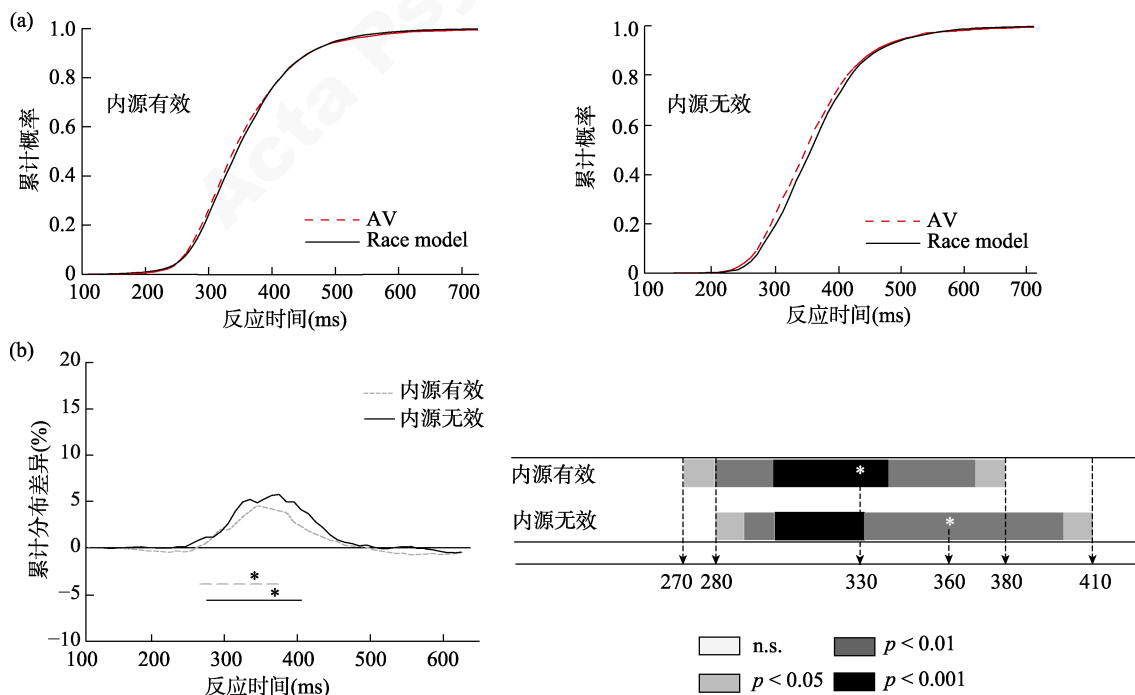 (a)
1.0
0.8
0.6
0.4
0.2
0
累计概率
内源有效
AV
Race model
100 200 300 400 500 600 700
反应时间(ms)
1.0
0.8
0.6
0.4
0.2
0
累计概率
内源无效
AV
Race model
100 200 300 400 500 600 700
反应时间(ms)
Acta Psy
(b)
20
15
10
5
0
−5
−10
累计分布差异(%)
内源有效
内源无效
*
*
100 200 300 400 500 600
反应时间(ms)
内源有效 *
内源无效 *
270 280 330 360 380 410
n.s. p < 0.01
p < 0.05 p < 0.001